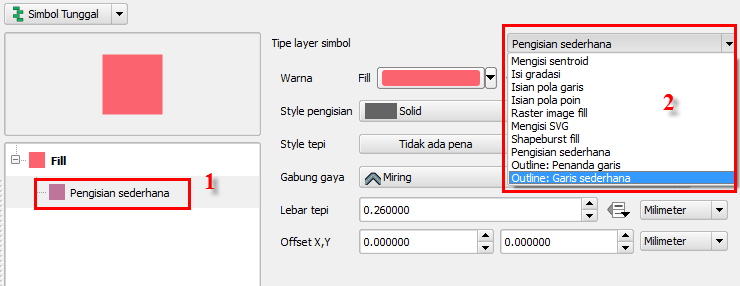 Simbol Tunggal
Tipe layer simbol
Pengisian sederhana
Warna Fill
Style pengisian Solid
Style tepi Tidak ada pena
Gabung gaya Miring
Lebar tepi 0.260000 Milimeter
Offset X,Y 0.000000 0.000000 Milimeter
Mengisi sentroid
Isi gradasi
Isian pola garis
Isian pola poin
Raster image fill
Mengisi SVG
Shapeburst fill
Pengisian sederhana
Outline: Penanda garis
Outline: Garis sederhana
2
Fill
Pengisian sederhana
1